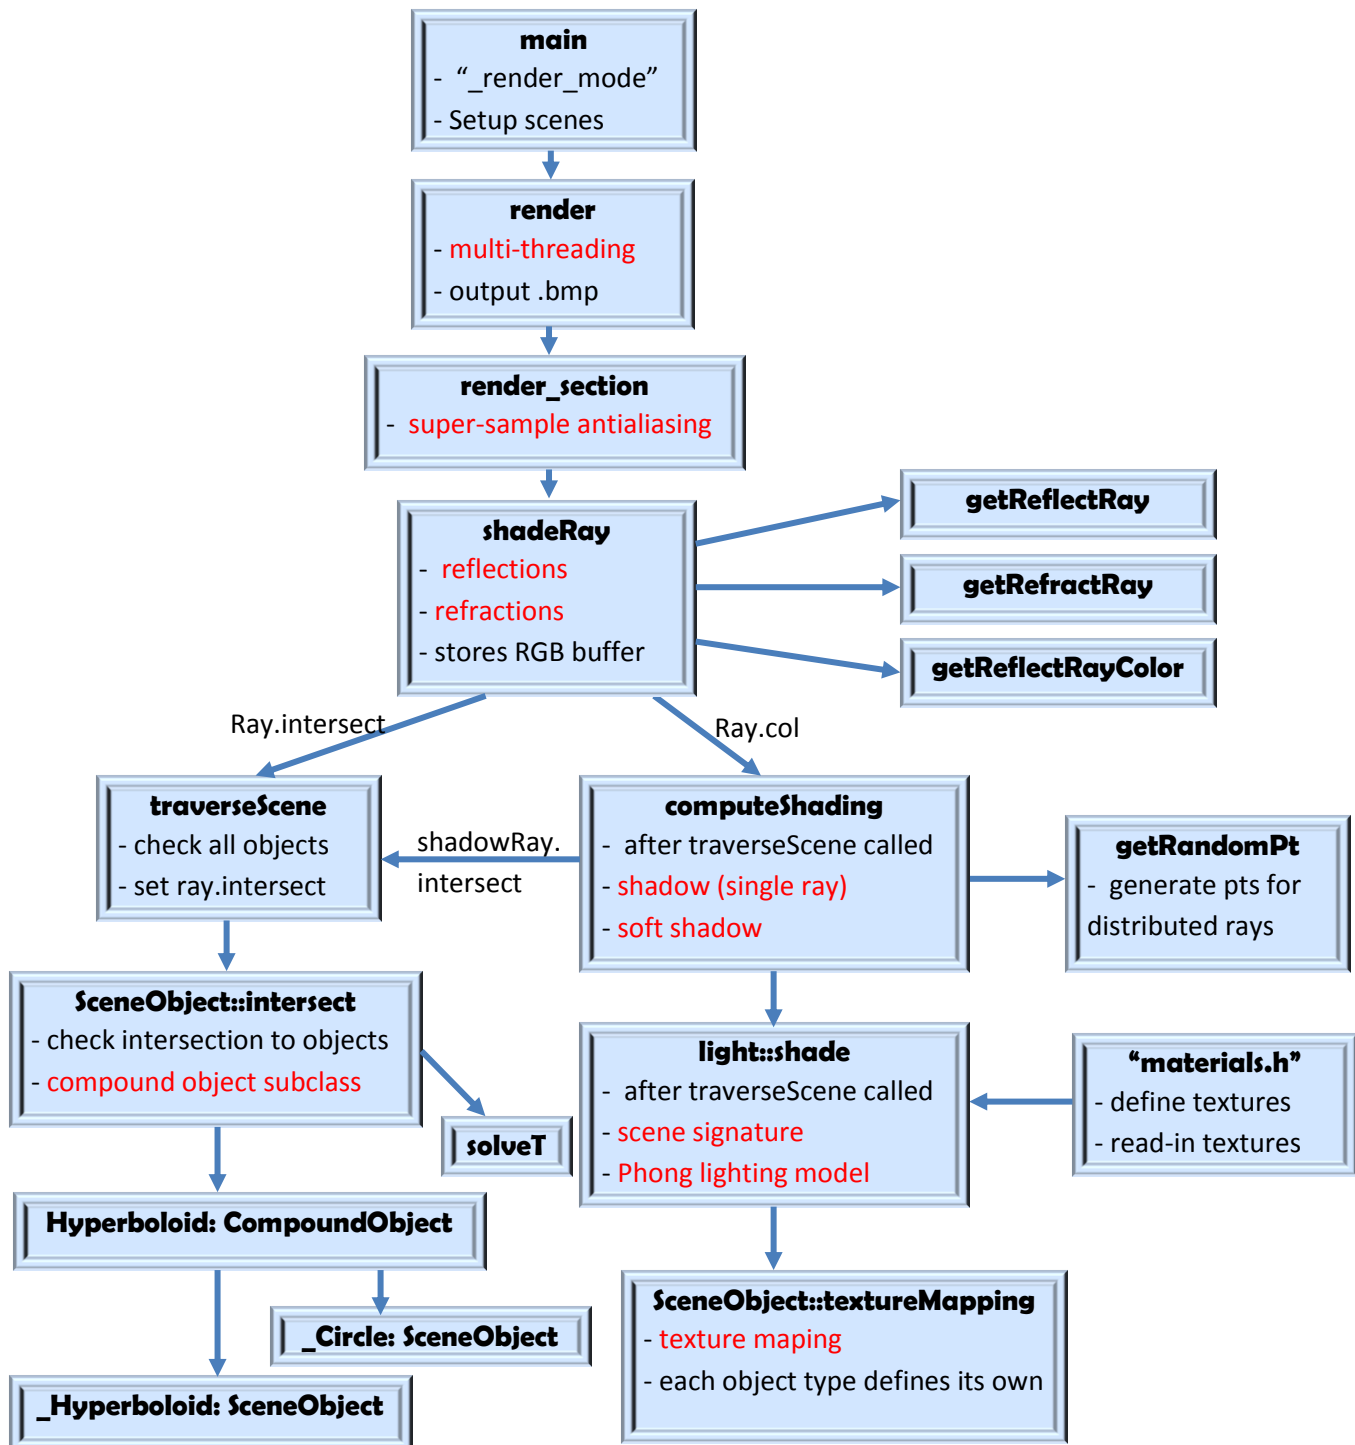 main
- “_render_mode”
- Setup scenes
render
- multi-threading
- output .bmp
render_section
- super-sample antialiasing
shadeRay
- reflections
- refractions
- stores RGB buffer
getReflectRay
getRefractRay
getReflectRayColor
Ray.intersect
Ray.col
traverseScene
- check all objects
- set ray.intersect
shadowRay.
intersect
computeShading
- after traverseScene called
- shadow (single ray)
- soft shadow
getRandomPt
- generate pts for
distributed rays
SceneObject::intersect
- check intersection to objects
- compound object subclass
solveT
light::shade
- after traverseScene called
- scene signature
- Phong lighting model
“materials.h”
- define textures
- read-in textures
Hyperboloid: CompoundObject
_Circle: SceneObject
_Hyperboloid: SceneObject
SceneObject::textureMapping
- texture maping
- each object type defines its own